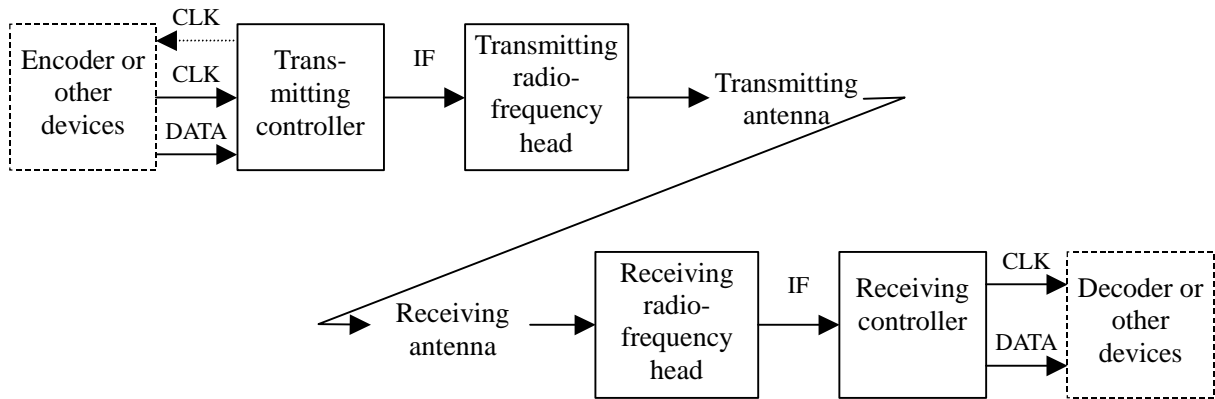 CLK
Encoder or
other
devices
CLK
DATA
Trans-
mitting
controller
IF
Transmitting
radio-
frequency
head
Transmitting
antenna
Receiving
antenna
Receiving
radio-
frequency
head
IF
Receiving
controller
CLK
DATA
Decoder or
other
devices